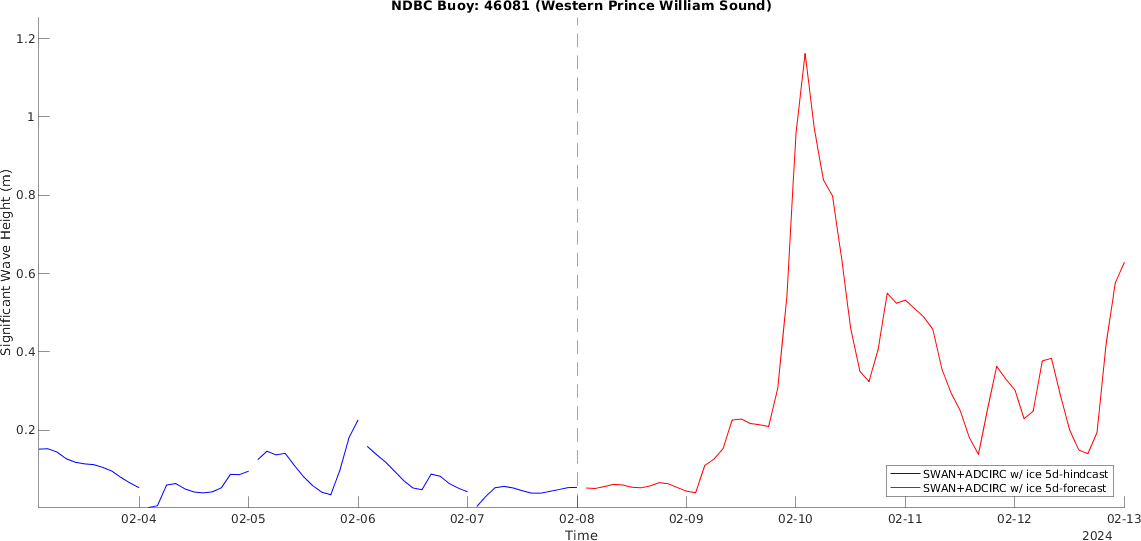 NDBC Buoy: 46081 (Western Prince William Sound)
1.2
1
0.8
0.6
0.4
0.2
Significant Wave Height (m)
SWAN+ADCIRC w/ ice 5d-hindcast
SWAN+ADCIRC w/ ice 5d-forecast
02-04 02-05 02-06 02-07 02-08 02-09 02-10 02-11 02-12 02-13
Time
2024